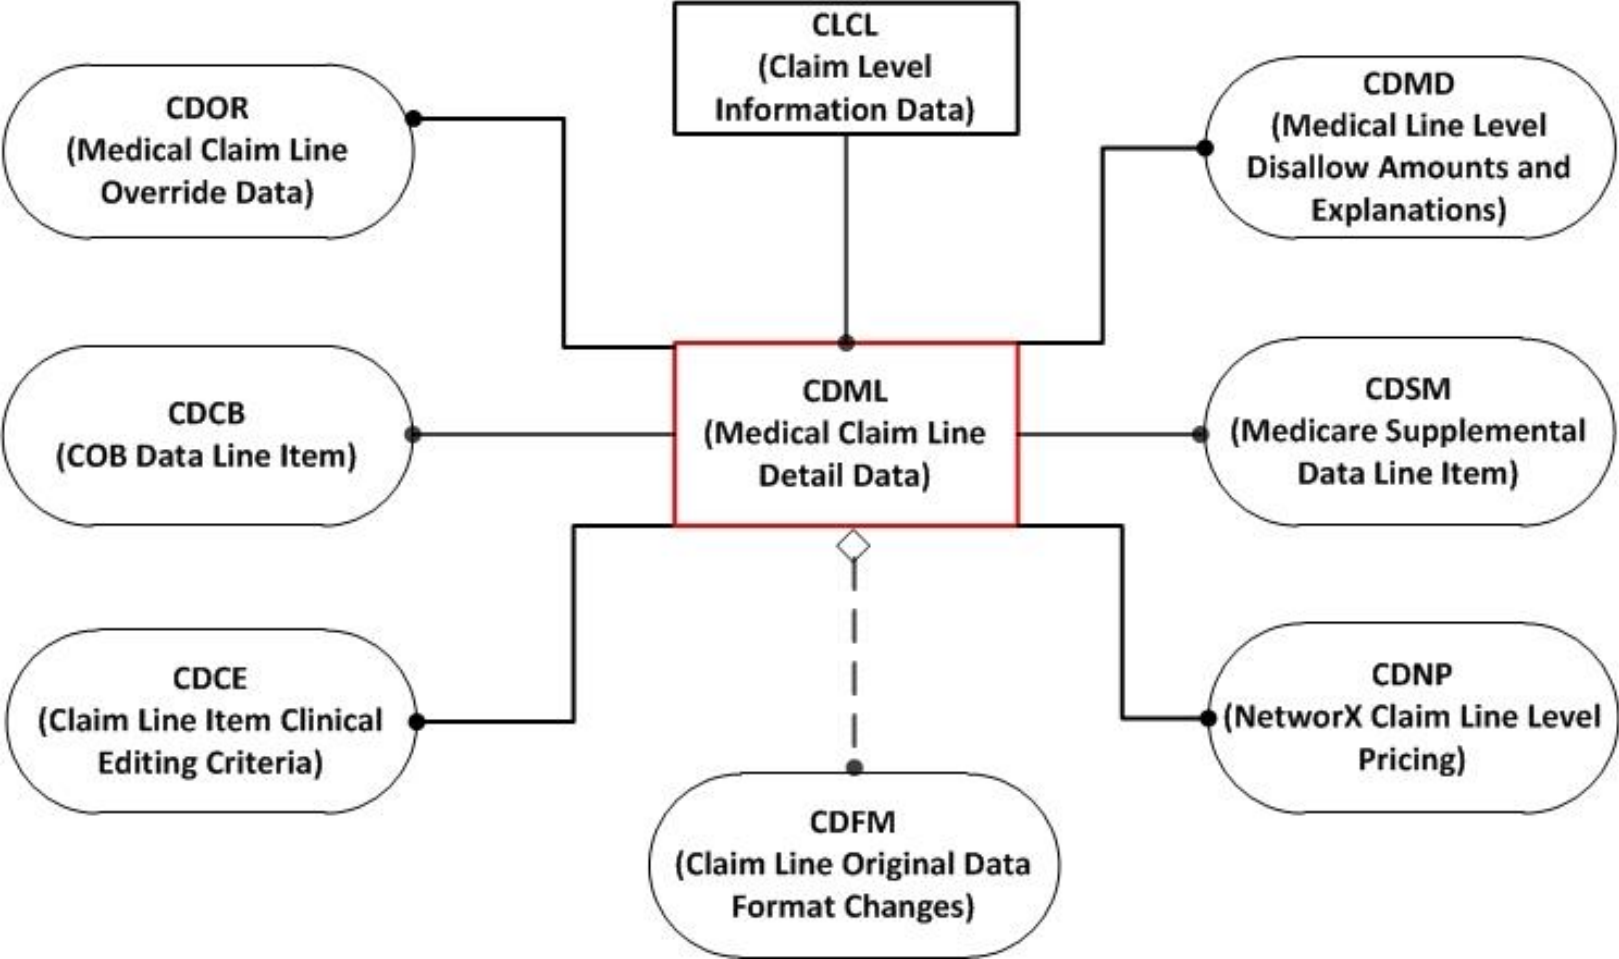 CLCL
(Claim Level
Information Data)
CDOR
(Medical Claim Line
Override Data)
CDMD
(Medical Line Level
Disallow Amounts and
Explanations)
CDCB
(COB Data Line Item)
CDML
(Medical Claim Line
Detail Data)
CDSM
(Medicare Supplemental
Data Line Item)
CDCE
(Claim Line Item Clinical
Editing Criteria)
CDNP
(NetworX Claim Line Level
Pricing)
CDFM
(Claim Line Original Data
Format Changes)